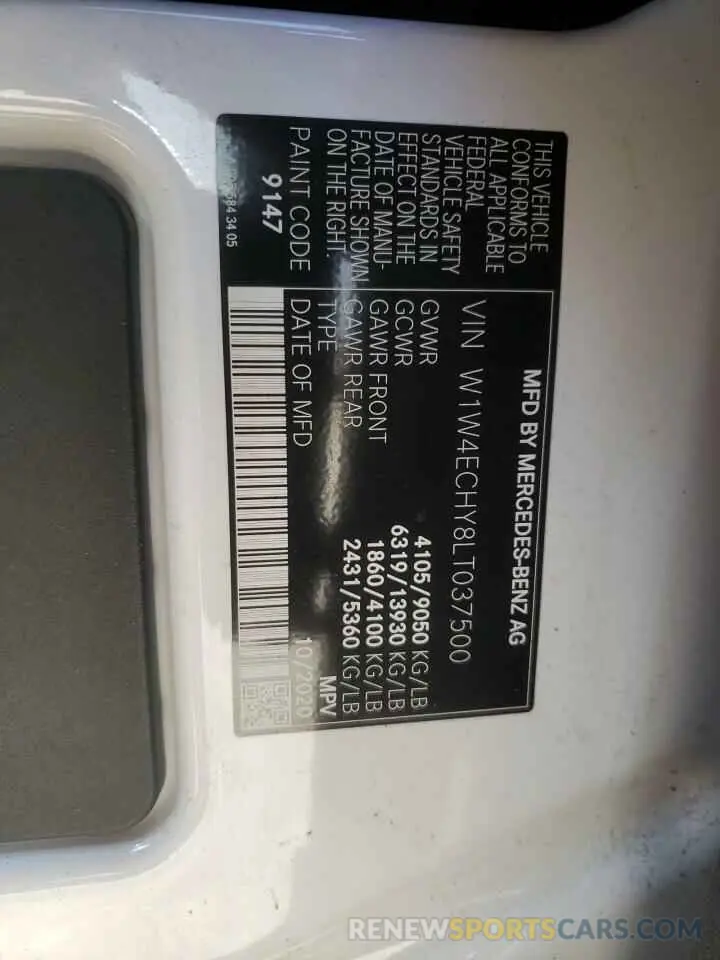 MFD BY MERCEDES-BENZ AG
VIN W1W4ECHY8LT037500
GVWR 4105/9050 KG/LB
GCWR 6319/13930 KG/LB
GAWR FRONT 1860/4100 KG/LB
GAWR REAR 2431/5360 KG/LB
TYPE MPV
DATE OF MFD 10/2020
THIS VEHICLE
CONFORMS TO
ALL APPLICABLE
FEDERAL
VEHICLE SAFETY
STANDARDS IN
EFFECT ON THE
DATE OF MANU-
FACTURE SHOWN
ON THE RIGHT.
PAINT CODE
9147
584 34 05
RENEWSPORTSCARS.COM